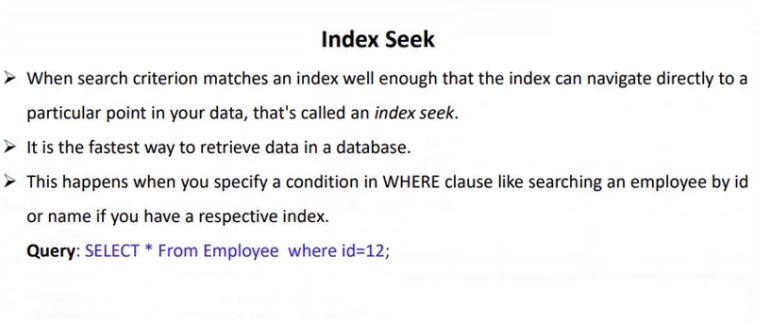 Index Seek
➢ When search criterion matches an index well enough that the index can navigate directly to a
particular point in your data, that's called an index seek.
➢ It is the fastest way to retrieve data in a database.
➢ This happens when you specify a condition in WHERE clause like searching an employee by id
or name if you have a respective index.
Query: SELECT * From Employee where id=12;